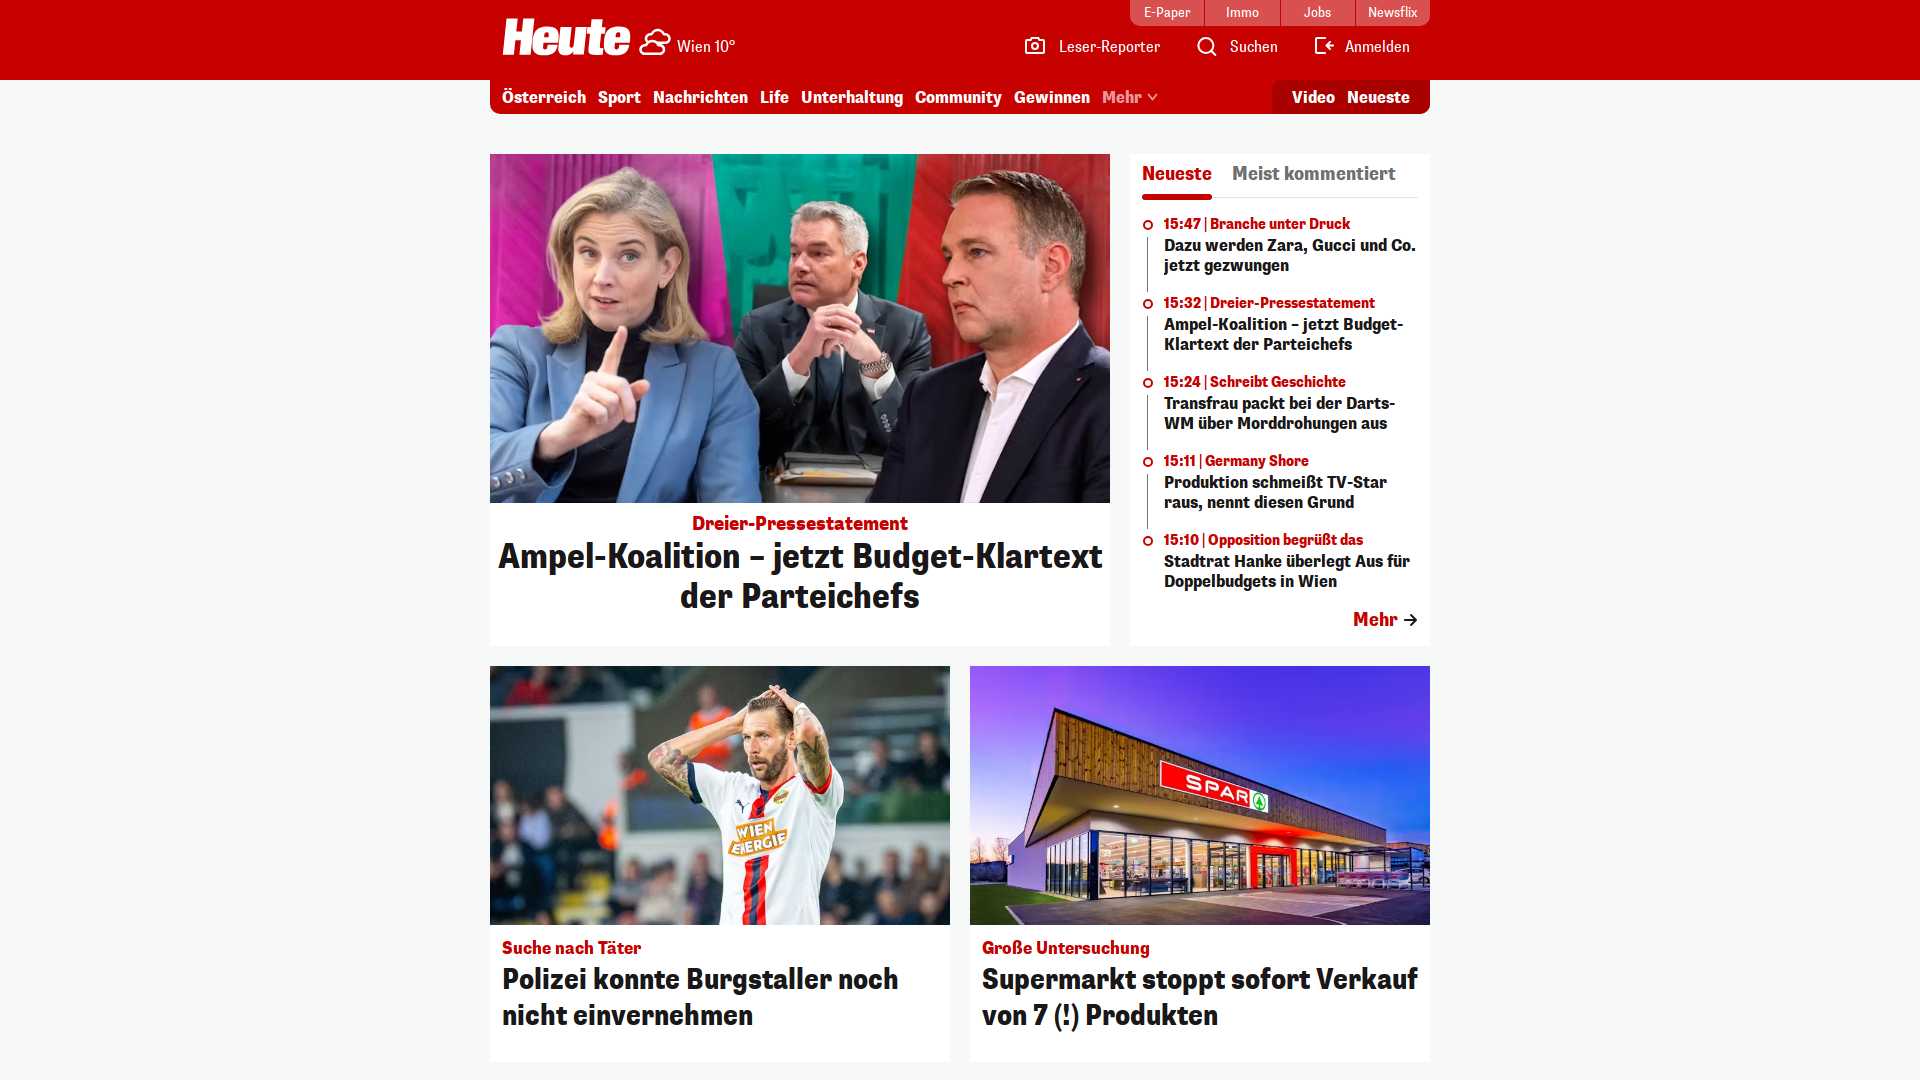 E-Paper
Immo
Jobs
Newsflix
Heute
Wien 10°
Leser-Reporter
Suchen
Anmelden
Österreich
Sport
Nachrichten
Life
Unterhaltung
Community
Gewinnen
Mehr
Video
Neueste
Dreier-Pressestatement
Ampel-Koalition – jetzt Budget-Klartext
der Parteichefs
Neueste
Meist kommentiert
15:47 | Branche unter Druck
Dazu werden Zara, Gucci und Co.
jetzt gezwungen
15:32 | Dreier-Pressestatement
Ampel-Koalition – jetzt Budget-
Klartext der Parteichefs
15:24 | Schreibt Geschichte
Transfrau packt bei der Darts-
WM über Morddrohungen aus
15:11 | Germany Shore
Produktion schmeißt TV-Star
raus, nennt diesen Grund
15:10 | Opposition begrüßt das
Stadtrat Hanke überlegt Aus für
Doppelbudgets in Wien
Mehr
WIEN
ENERGIE
Suche nach Täter
Polizei konnte Burgstaller noch
nicht einvernehmen
SPAR
Große Untersuchung
Supermarkt stoppt sofort Verkauf
von 7 (!) Produkten